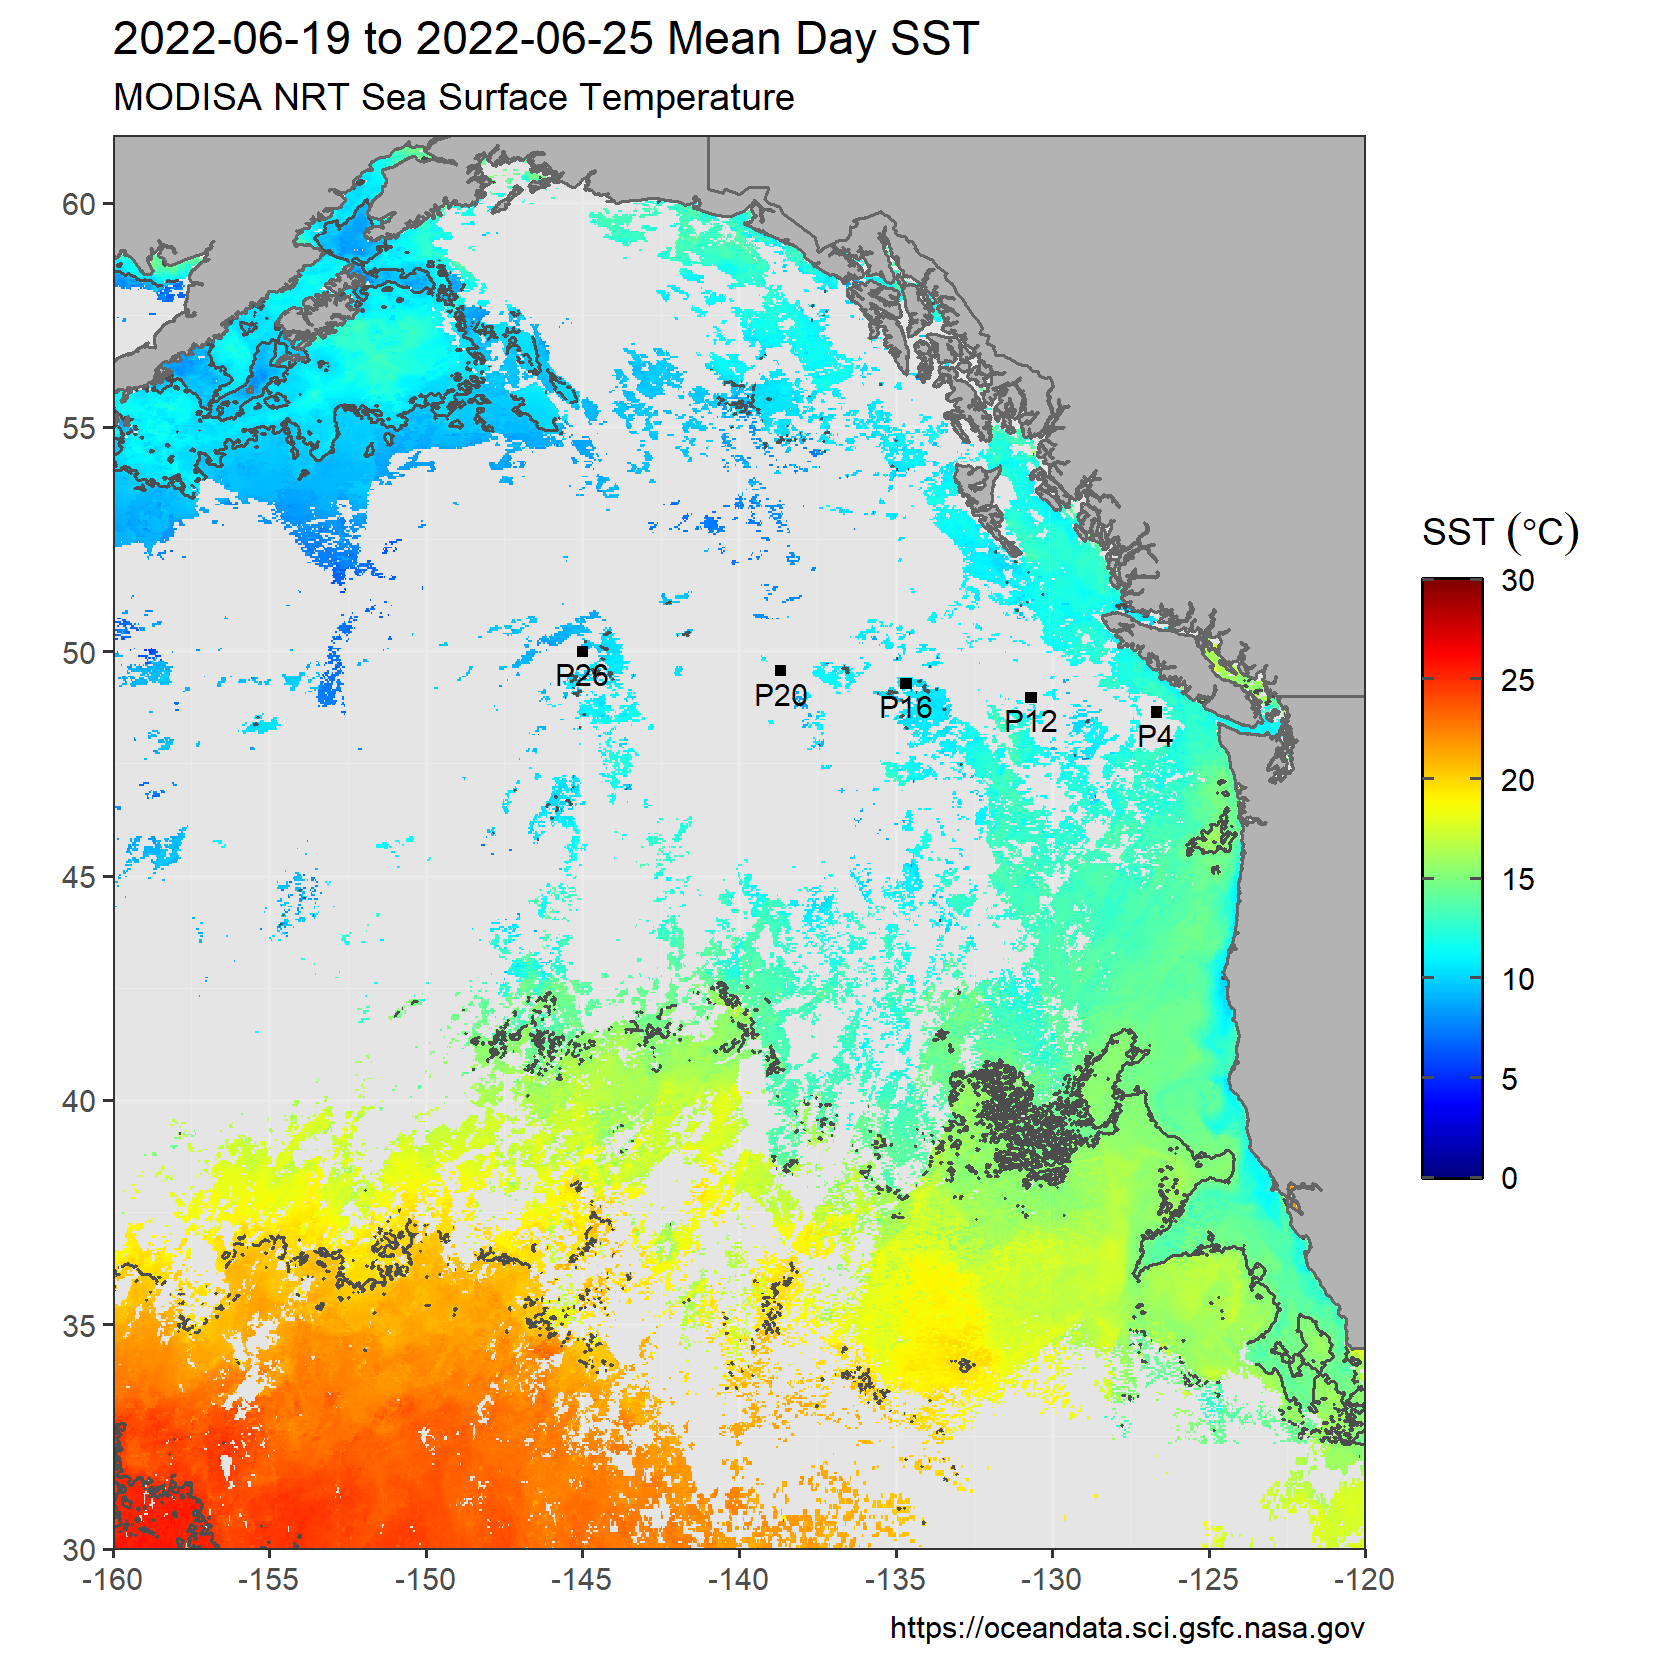 2022-06-19 to 2022-06-25 Mean Day SST
MODISA NRT Sea Surface Temperature
60
55
50
45
40
35
30
P26
P20
P16
P12
P4
-160
-155
-150
-145
-140
-135
-130
-125
-120
SST (°C)
30
25
20
15
10
5
0
https://oceandata.sci.gsfc.nasa.gov